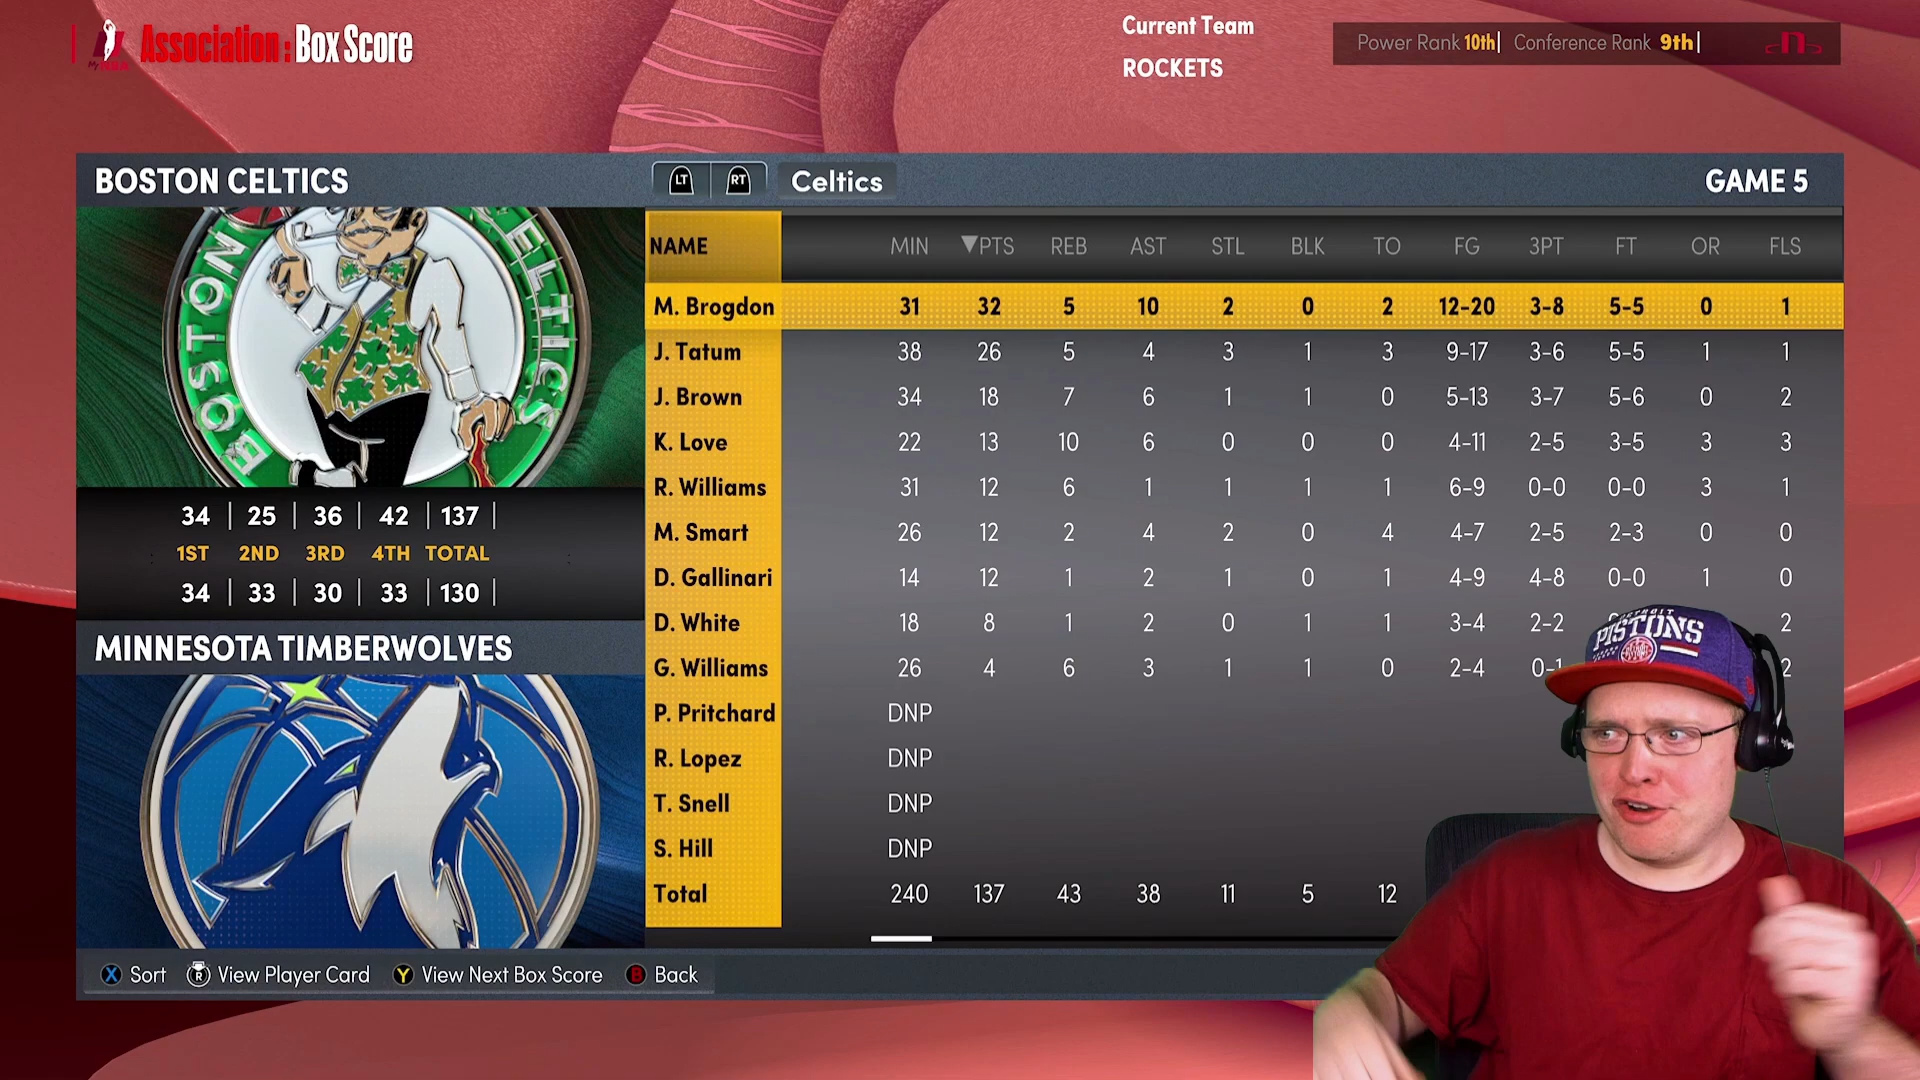 Association : Box Score
Current Team
ROCKETS
Power Rank 10th| Conference Rank 9th|
BOSTON CELTICS
LT RT Celtics
GAME 5
BOSTON CELTICS
34 | 25 | 36 | 42 | 137 |
1ST 2ND 3RD 4TH TOTAL
34 | 33 | 30 | 33 | 130 |
MINNESOTA TIMBERWOLVES
NAME MIN ▼PTS REB AST STL BLK TO FG 3PT FT OR FLS
M. Brogdon 31 32 5 10 2 0 2 12-20 3-8 5-5 0 1
J. Tatum 38 26 5 4 3 1 3 9-17 3-6 5-5 1 1
J. Brown 34 18 7 6 1 1 0 5-13 3-7 5-6 0 2
K. Love 22 13 10 6 0 0 0 4-11 2-5 3-5 3 3
R. Williams 31 12 6 1 1 1 1 6-9 0-0 0-0 3 1
M. Smart 26 12 2 4 2 0 4 4-7 2-5 2-3 0 0
D. Gallinari 14 12 1 2 1 0 1 4-9 4-8 0-0 1 0
D. White 18 8 1 2 0 1 1 3-4 2-2 2
G. Williams 26 4 6 3 1 1 0 2-4 0-1 2
P. Pritchard DNP
R. Lopez DNP
T. Snell DNP
S. Hill DNP
Total 240 137 43 38 11 5 12
DETROIT
PISTONS
X Sort R View Player Card Y View Next Box Score B Back